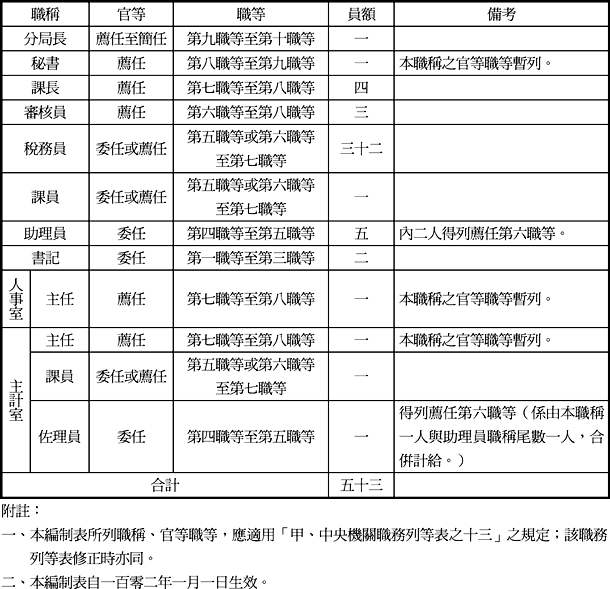 職稱 官等 職等 員額 備考
分局長 薦任至簡任 第九職等至第十職等 一
秘書 薦任 第八職等至第九職等 一 本職稱之官等職等暫列。
課長 薦任 第七職等至第八職等 四
審核員 薦任 第六職等至第八職等 三
稅務員 委任或薦任 第五職等或第六職等至第七職等 三十二
課員 委任或薦任 第五職等或第六職等至第七職等 一
助理員 委任 第四職等至第五職等 五 內二人得列薦任第六職等。
書記 委任 第一職等至第三職等 二
人事室 主任 薦任 第七職等至第八職等 一 本職稱之官等職等暫列。
主計室 主任 薦任 第七職等至第八職等 一 本職稱之官等職等暫列。
課員 委任或薦任 第五職等或第六職等至第七職等 一
佐理員 委任 第四職等至第五職等 一 得列薦任第六職等（係由本職稱
一人與助理員職稱尾數一人，合
併計給。）
合計 五十三
附註：
一、本編制表所列職稱、官等職等，應適用「甲、中央機關職務列等表之十三」之規定；該職務
列等表修正時亦同。
二、本編制表自一百零二年一月一日生效。